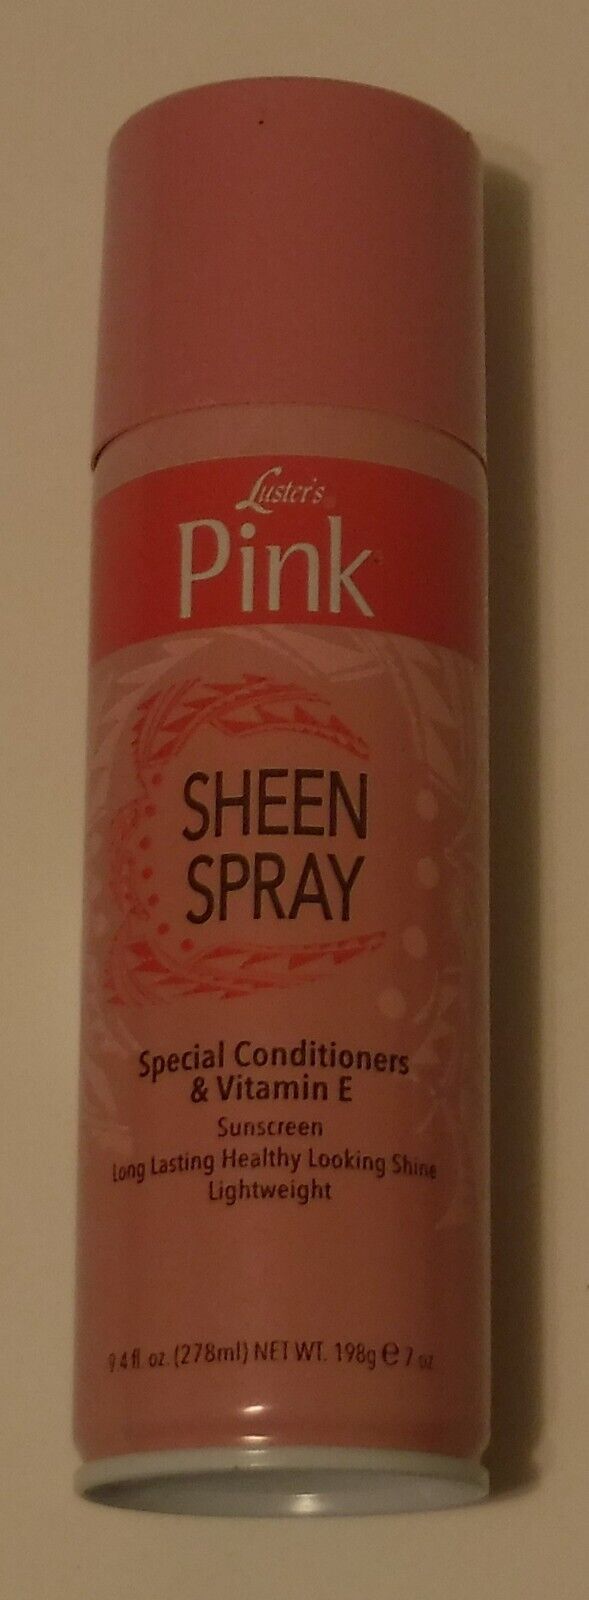 Luster's®
Pink
SHEEN
SPRAY
Special Conditioners
& Vitamin E
Sunscreen
Long Lasting Healthy Looking Shine
Lightweight
9.4 fl. oz. (278ml) NET WT. 198g ℮ 7 oz